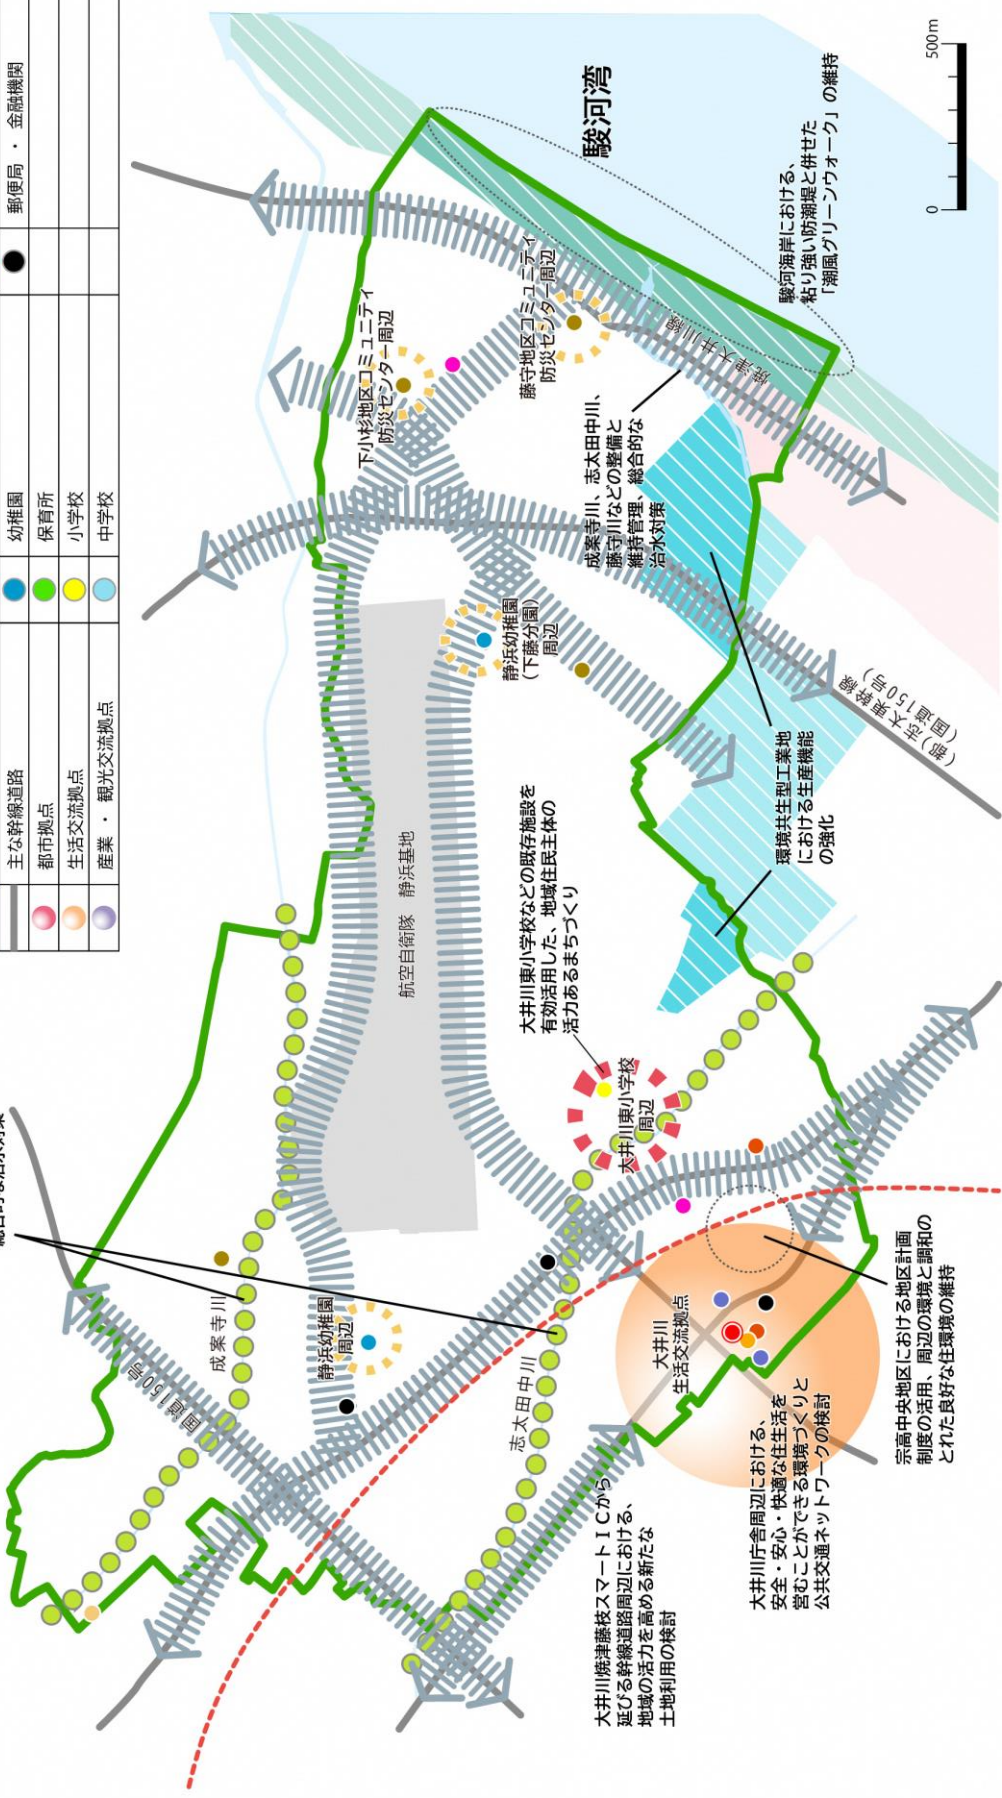 主な幹線道路
都市拠点
生活交流拠点
産業 ・ 観光交流拠点
幼稚園
保育所
小学校
中学校
郵便局 ・ 金融機関
国道150号
成案寺川
静浜幼稚園
周辺
志太田中川
航空自衛隊 静浜基地
下小杉地区コミュニティ
防災センター周辺
藤守地区コミュニティ
防災センター周辺
静浜幼稚園
(下藤分園)
周辺
駿河湾
大井川東小学校などの既存施設を
有効活用した、地域住民主体の
活力あるまちづくり
大井川東小学校
周辺
成案寺川、志太田中川、
藤守川などの整備と
維持管理、総合的な
治水対策
焼津大井川線
駿河海岸における、
粘り強い防潮堤と併せた
「潮風グリーンウォーク」の維持
環境共生型工業地
における生産機能
の強化
(都)志太東幹線
(国道150号)
大井川
生活交流拠点
大井川焼津藤枝スマートICから
延びる幹線道路周辺における、
地域の活力を高める新たな
土地利用の検討
大井川庁舎周辺における、
安全・安心・快適な住生活を
営むことができる環境づくりと
公共交通ネットワークの検討
宗高中央地区における地区計画
制度の活用、周辺の環境と調和の
とれた良好な住環境の維持
0
500m